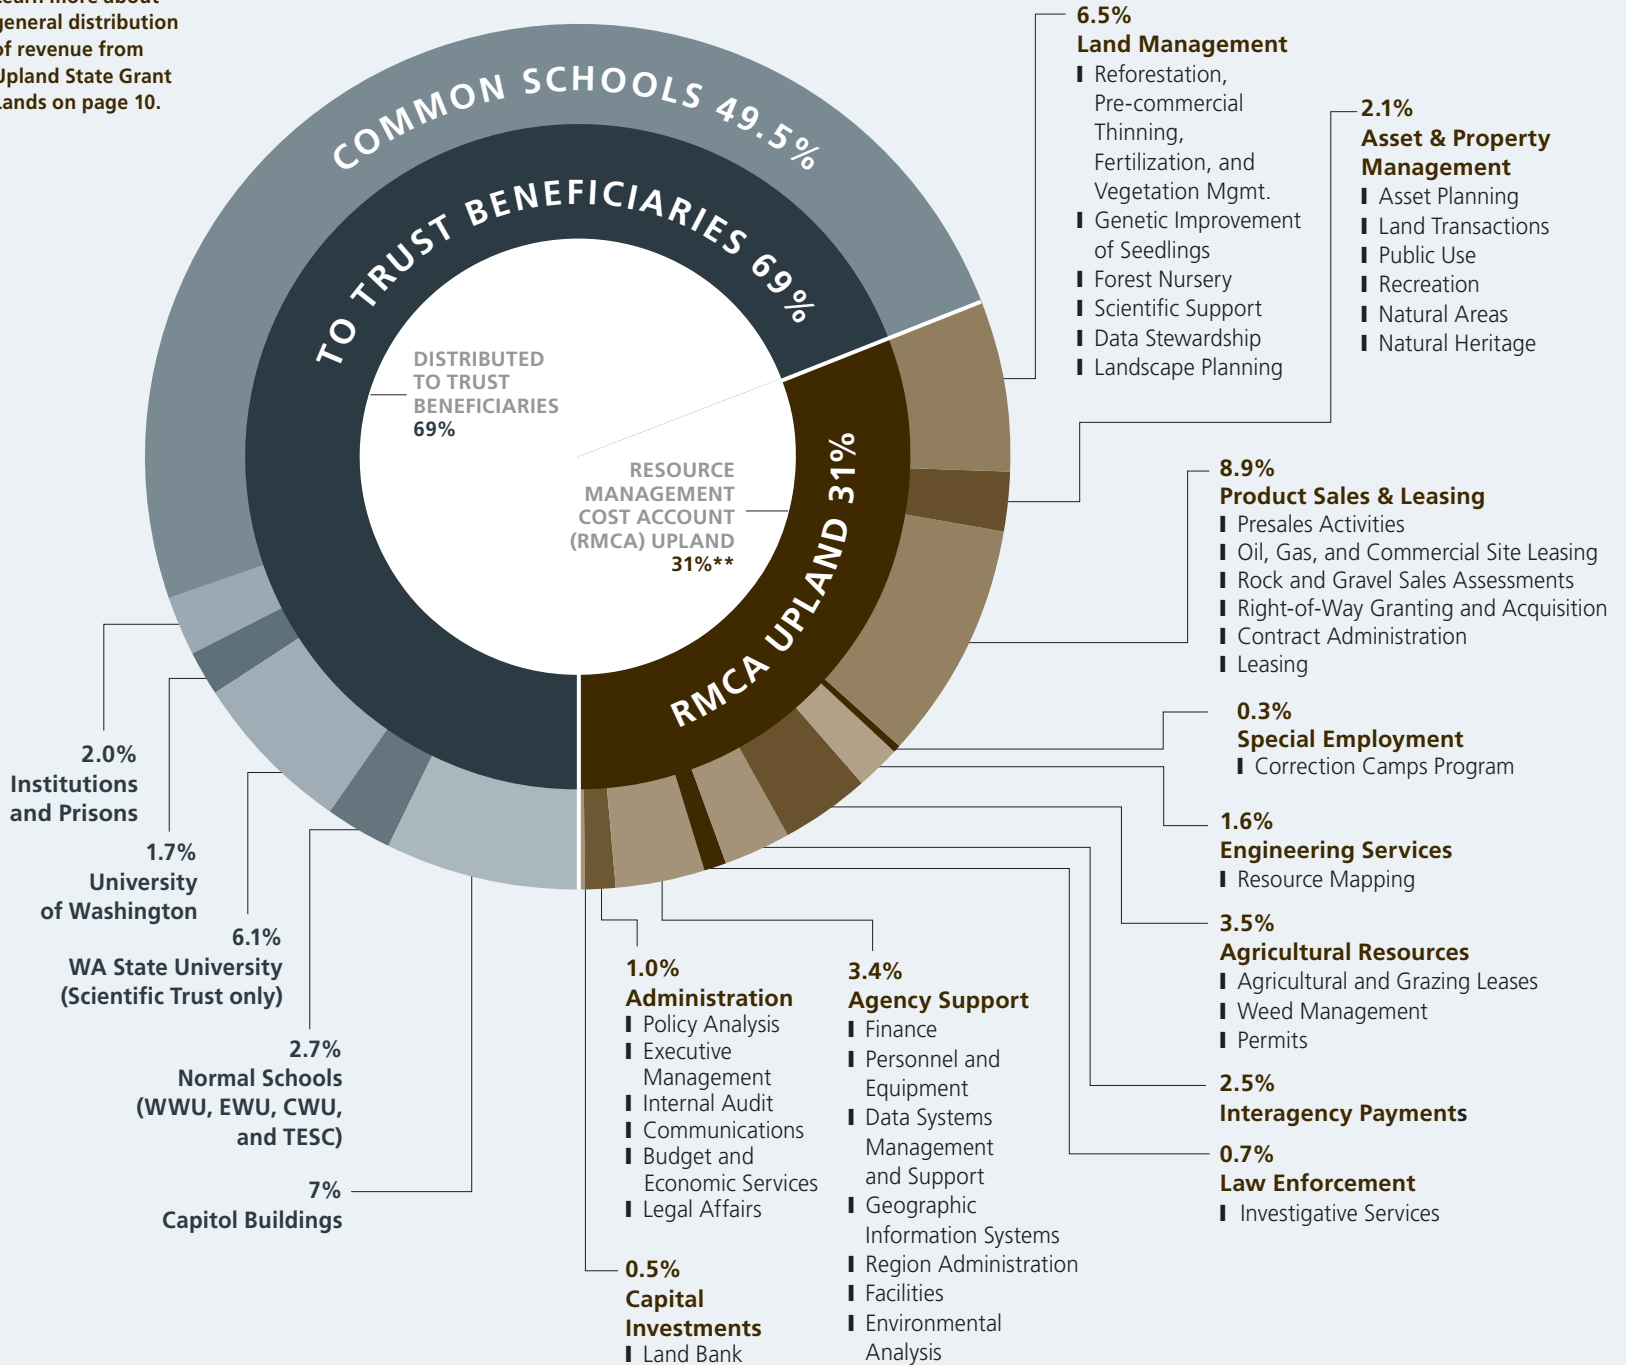 general distribution
of revenue from
Upland State Grant
Lands on page 10.
COMMON SCHOOLS 49.5%
TO TRUST BENEFICIARIES 69%
DISTRIBUTED
TO TRUST
BENEFICIARIES
69%
RESOURCE
MANAGEMENT
COST ACCOUNT
(RMCA) UPLAND
31%**
RMCA UPLAND 31%
6.5%
Land Management
Reforestation,
Pre-commercial
Thinning,
Fertilization, and
Vegetation Mgmt.
Genetic Improvement
of Seedlings
Forest Nursery
Scientific Support
Data Stewardship
Landscape Planning
2.1%
Asset & Property
Management
Asset Planning
Land Transactions
Public Use
Recreation
Natural Areas
Natural Heritage
8.9%
Product Sales & Leasing
Presales Activities
Oil, Gas, and Commercial Site Leasing
Rock and Gravel Sales Assessments
Right-of-Way Granting and Acquisition
Contract Administration
Leasing
0.3%
Special Employment
Correction Camps Program
1.6%
Engineering Services
Resource Mapping
3.5%
Agricultural Resources
Agricultural and Grazing Leases
Weed Management
Permits
2.5%
Interagency Payments
0.7%
Law Enforcement
Investigative Services
3.4%
Agency Support
Finance
Personnel and
Equipment
Data Systems
Management
and Support
Geographic
Information Systems
Region Administration
Facilities
Environmental
Analysis
1.0%
Administration
Policy Analysis
Executive
Management
Internal Audit
Communications
Budget and
Economic Services
Legal Affairs
0.5%
Capital
Investments
Land Bank
2.0%
Institutions
and Prisons
1.7%
University
of Washington
6.1%
WA State University
(Scientific Trust only)
2.7%
Normal Schools
(WWU, EWU, CWU,
and TESC)
7%
Capitol Buildings